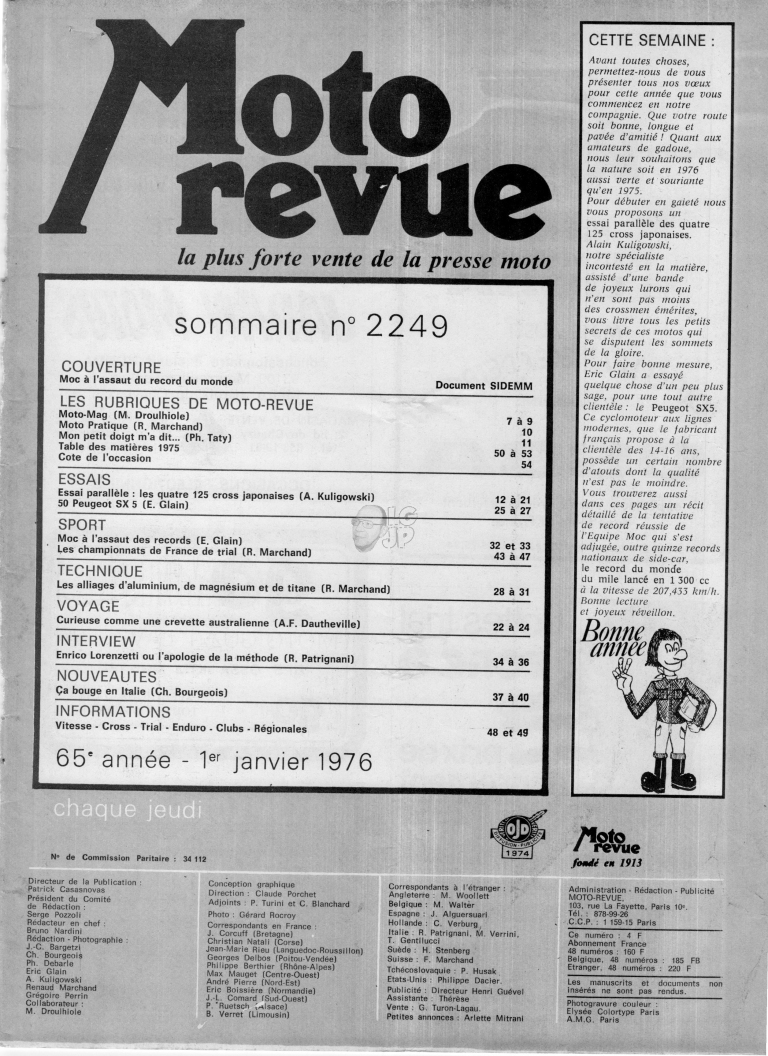 Moto
revue
la plus forte vente de la presse moto
sommaire n° 2249
COUVERTURE
Moc à l'assaut du record du monde Document SIDEMM
LES RUBRIQUES DE MOTO-REVUE
Moto-Mag (M. Droulhiole) 7 à 9
Moto Pratique (R. Marchand) 10
Mon petit doigt m'a dit... (Ph. Taty) 11
Table des matières 1975 50 à 53
Cote de l'occasion 54
ESSAIS
Essai parallèle : les quatre 125 cross japonaises (A. Kuligowski) 12 à 21
50 Peugeot SX 5 (E. Glain) 25 à 27
SPORT
Moc à l'assaut des records (E. Glain) 32 et 33
Les championnats de France de trial (R. Marchand) 43 à 47
TECHNIQUE
Les alliages d'aluminium, de magnésium et de titane (R. Marchand) 28 à 31
VOYAGE
Curieuse comme une crevette australienne (A.F. Dautheville) 22 à 24
INTERVIEW
Enrico Lorenzetti ou l'apologie de la méthode (R. Patrignani) 34 à 36
NOUVEAUTES
Ça bouge en Italie (Ch. Bourgeois) 37 à 40
INFORMATIONS
Vitesse - Cross - Trial - Enduro - Clubs - Régionales 48 et 49
65e année - 1er janvier 1976
IG
JP
chaque jeudi
CETTE SEMAINE :
Avant toutes choses,
permettez-nous de vous
présenter tous nos vœux
pour cette année que vous
commencez en notre
compagnie. Que votre route
soit bonne, longue et
pavée d'amitié ! Quant aux
amateurs de gadoue,
nous leur souhaitons que
la nature soit en 1976
aussi verte et souriante
qu'en 1975.
Pour débuter en gaieté nous
vous proposons un
essai parallèle des quatre
125 cross japonaises.
Alain Kuligowski,
notre spécialiste
incontesté en la matière,
assisté d'une bande
de joyeux lurons qui
n'en sont pas moins
des crossmen émérites,
vous livre tous les petits
secrets de ces motos qui
se disputent les sommets
de la gloire.
Pour faire bonne mesure,
Eric Glain a essayé
quelque chose d'un peu plus
sage, pour une tout autre
clientèle : le Peugeot SX5.
Ce cyclomoteur aux lignes
modernes, que le fabricant
français propose à la
clientèle des 14-16 ans,
possède un certain nombre
d'atouts dont la qualité
n'est pas le moindre.
Vous trouverez aussi
dans ces pages un récit
détaillé de la tentative
de record réussie de
l'Equipe Moc qui s'est
adjugée, outre quinze records
nationaux de side-car,
le record du monde
du mile lancé en 1 300 cc
à la vitesse de 207,433 km/h.
Bonne lecture
et joyeux réveillon.
Bonne
année
N° de Commission Paritaire : 34 112
OJD
DIFFUSION PUBLICITE
1974
Moto
revue
fondé en 1913
Directeur de la Publication :
Patrick Casasnovas
Président du Comité
de Rédaction :
Serge Pozzoli
Rédacteur en chef :
Bruno Nardini
Rédaction - Photographie :
J.-C. Bargetzi
Ch. Bourgeois
Ph. Debarle
Eric Glain
A. Kuligowski
Renaud Marchand
Grégoire Perrin
Collaborateur :
M. Droulhiole
Conception graphique
Direction : Claude Porchet
Adjoints : P. Turini et C. Blanchard
Photo : Gérard Rocroy
Correspondants en France :
J. Corcuff (Bretagne)
Christian Natali (Corse)
Jean-Marie Rieu (Languedoc-Roussillon)
Georges Delbos (Poitou-Vendée)
Philippe Berthier (Rhône-Alpes)
Max Mauget (Centre-Ouest)
André Pierre (Nord-Est)
Eric Boissière (Normandie)
J.-L. Comard (Sud-Ouest)
P. Ruetsch (Alsace)
B. Verret (Limousin)
Correspondants à l'étranger :
Angleterre : M. Woollett
Belgique : M. Walter
Espagne : J. Alguersuari
Hollande : C. Verburg
Italie : R. Patrignani, M. Verrini,
T. Gentilucci
Suède : H. Stenberg
Suisse : F. Marchand
Tchécoslovaquie : P. Husak
Etats-Unis : Philippe Dacier.
Publicité : Directeur Henri Guével
Assistante : Thérèse
Vente : G. Turon-Lagau.
Petites annonces : Arlette Mitrani
Administration - Rédaction - Publicité
MOTO-REVUE.
103, rue La Fayette, Paris 10e.
Tél. : 878-99-26
C.C.P. : 1 159-15 Paris
Ce numéro : 4 F
Abonnement France
48 numéros : 160 F
Belgique, 48 numéros : 185 FB
Etranger, 48 numéros : 220 F
Les manuscrits et documents non
insérés ne sont pas rendus.
Photogravure couleur :
Elysée Colortype Paris
A.M.G. Paris